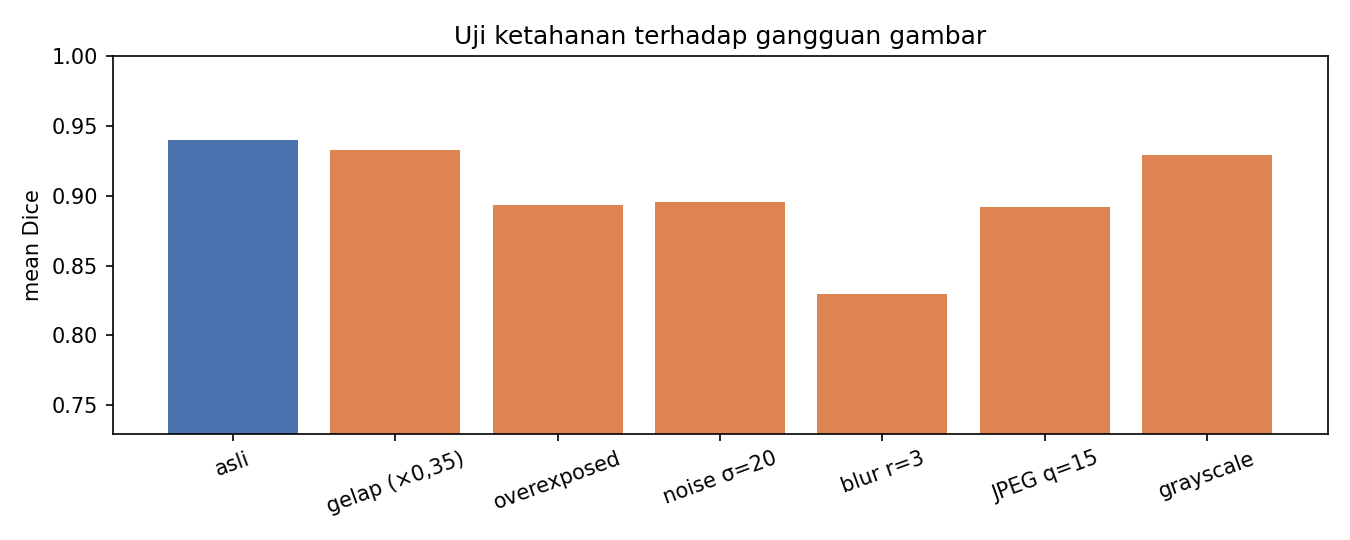 Uji ketahanan terhadap gangguan gambar
mean Dice
1.00
0.95
0.90
0.85
0.80
0.75
asli
gelap (×0,35)
overexposed
noise σ=20
blur r=3
JPEG q=15
grayscale